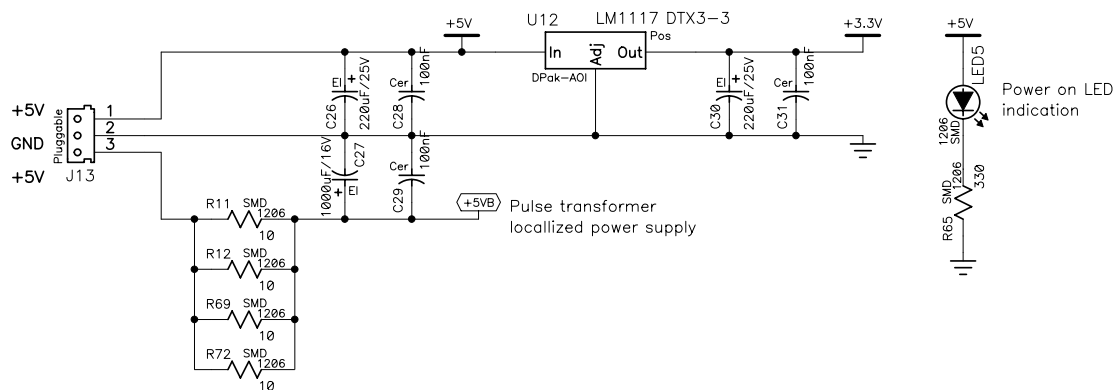 +5V
U12
LM1117 DTX3-3
Pos
In
Adj
Out
DPak-AOI
+3.3V
+5V
LED5
1206
SMD
Power on LED
indication
SMD
1206
330
R65
El
+
C26
220uF/25V
Cer
C28
100nF
El
+
C30
220uF/25V
Cer
C31
100nF
+5V
GND
+5V
Pluggable
1
2
3
J13
1000uF/16V
C27
+
El
Cer
C29
100nF
+5VB
Pulse transformer
locallized power supply
R11
SMD
1206
10
R12
SMD
1206
10
R69
SMD
1206
10
R72
SMD
1206
10